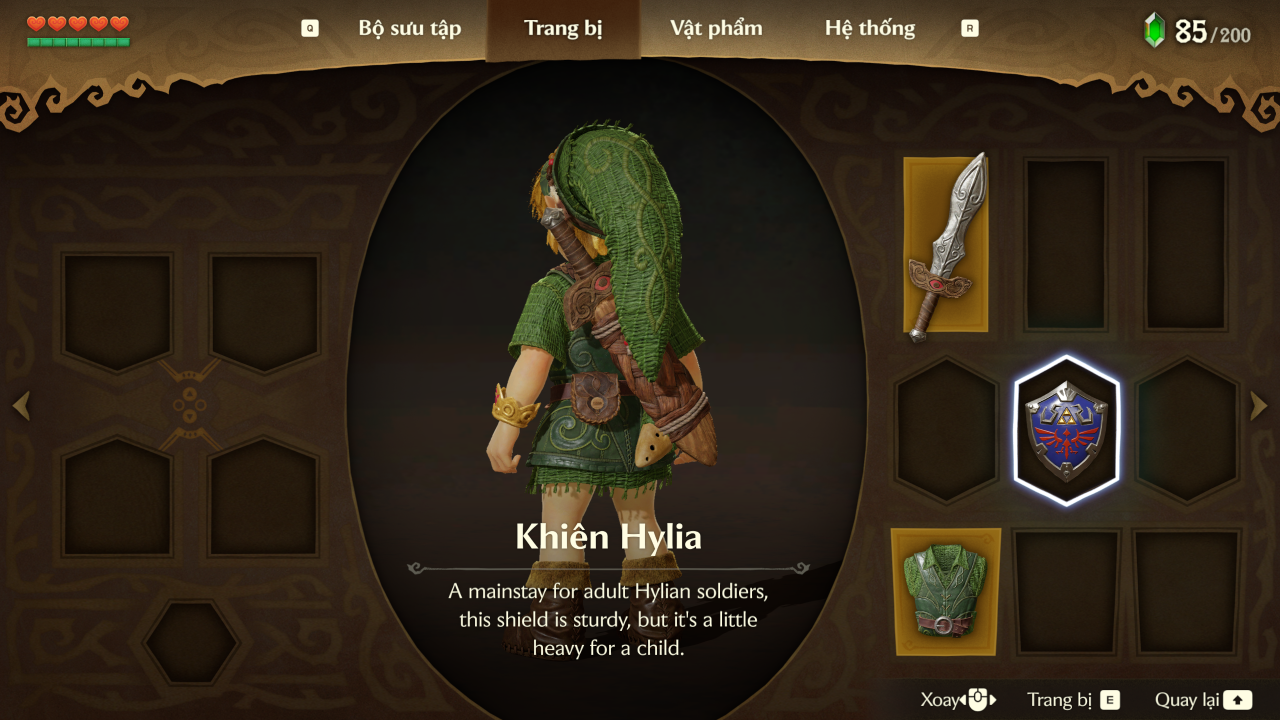 Q Bộ sưu tập Trang bị Vật phẩm Hệ thống R 85/200
Khiên Hylia
A mainstay for adult Hylian soldiers,
this shield is sturdy, but it's a little
heavy for a child.
Xoay Trang bị E Quay lại